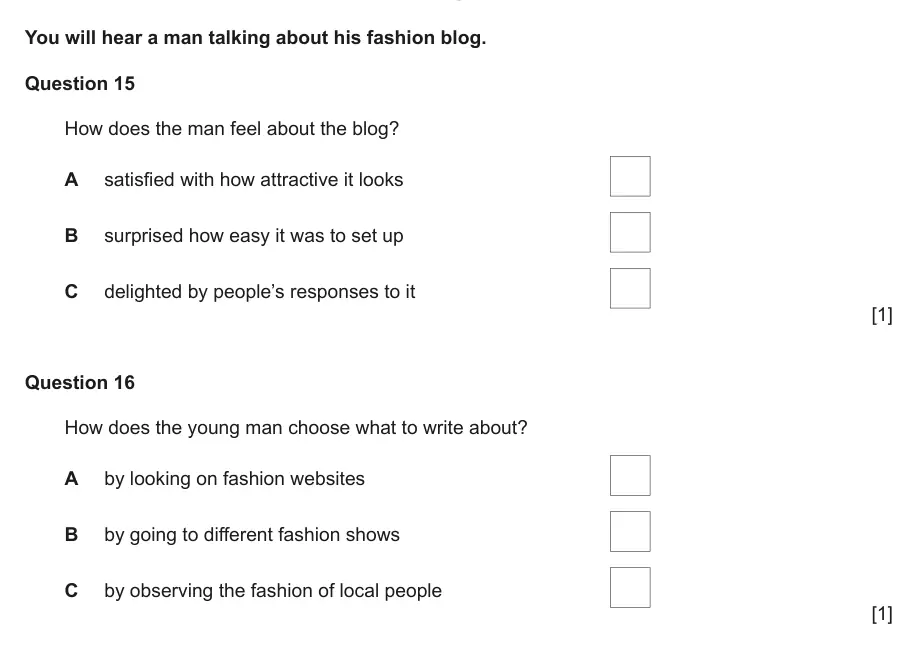 You will hear a man talking about his fashion blog.
Question 15
How does the man feel about the blog?
A satisfied with how attractive it looks
B surprised how easy it was to set up
C delighted by people’s responses to it
[1]
Question 16
How does the young man choose what to write about?
A by looking on fashion websites
B by going to different fashion shows
C by observing the fashion of local people
[1]